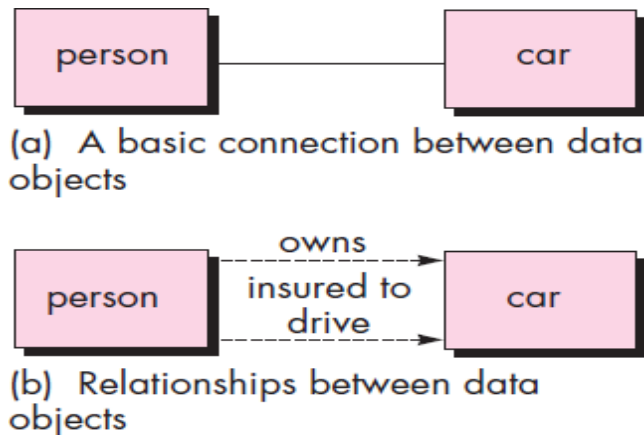 person
car
(a) A basic connection between data
objects
owns
person
insured to
car
drive
(b) Relationships between data
objects